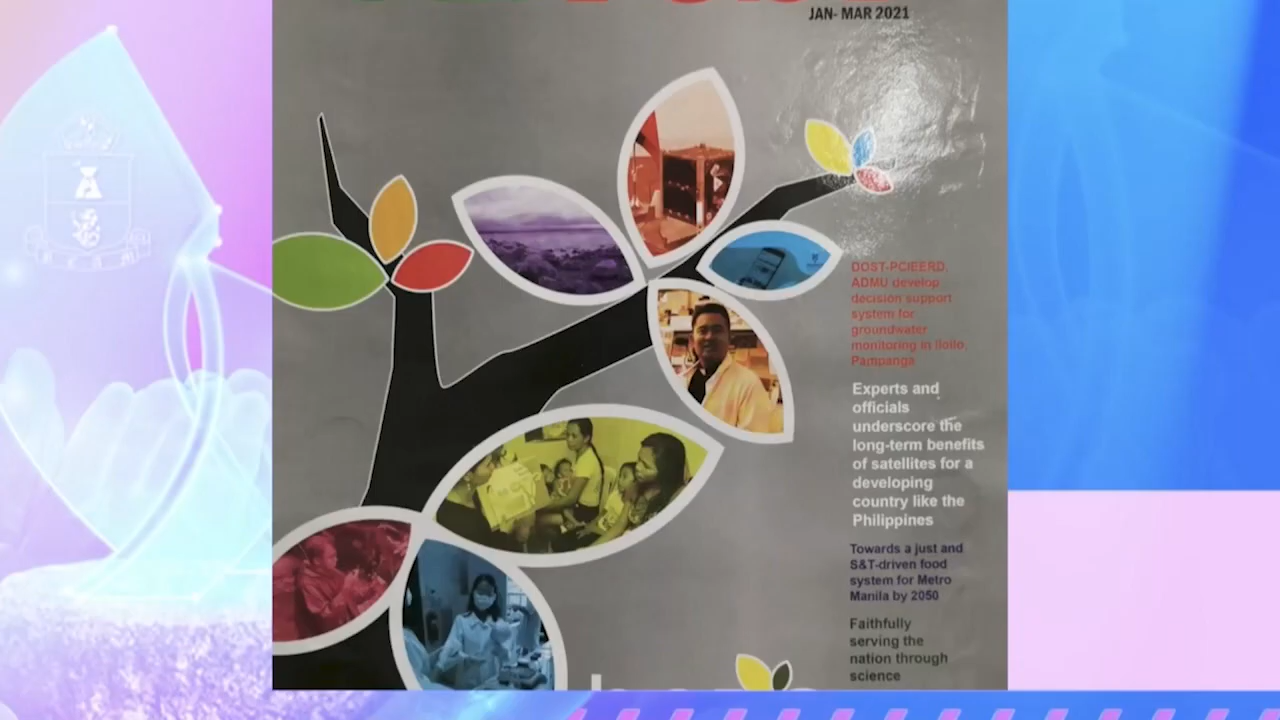 JAN- MAR 2021
DOST-PCIEERD,
ADMU develop
decision support
system for
groundwater
monitoring in Iloilo,
Pampanga
Experts and
officials
underscore the
long-term benefits
of satellites for a
developing
country like the
Philippines
Towards a just and
S&T-driven food
system for Metro
Manila by 2050
Faithfully
serving the
nation through
science